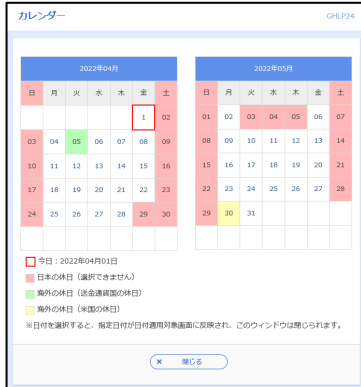 カレンダー GHLP24
2022年04月 2022年05月
日 月 火 水 木 金 土 日 月 火 水 木 金 土
1 02 01 02 03 04 05 06 07
03 04 05 06 07 08 09 08 09 10 11 12 13 14
10 11 12 13 14 15 16 15 16 17 18 19 20 21
17 18 19 20 21 22 23 22 23 24 25 26 27 28
24 25 26 27 28 29 30 29 30 31
今日：2022年04月01日
日本の休日（選択できません）
海外の休日（送金通貨国の休日）
海外の休日（米国の休日）
※日付を選択すると、指定日付が日付適用対象画面に反映され、このウィンドウは閉じられます。
× 閉じる